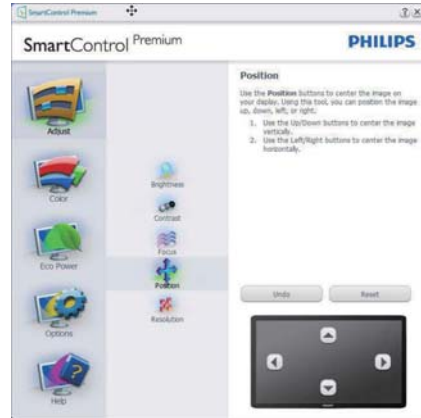 SmartControl Premium
SmartControl Premium
PHILIPS
Adjust
Color
Eco Power
Options
Help
Brightness
Contrast
Focus
Position
Resolution
Position
Use the Position buttons to center the image on
your display. Using this tool, you can position the image
up, down, left, or right.
1. Use the Up/Down buttons to center the image
vertically.
2. Use the Left/Right buttons to center the image
horizontally.
Undo
Reset